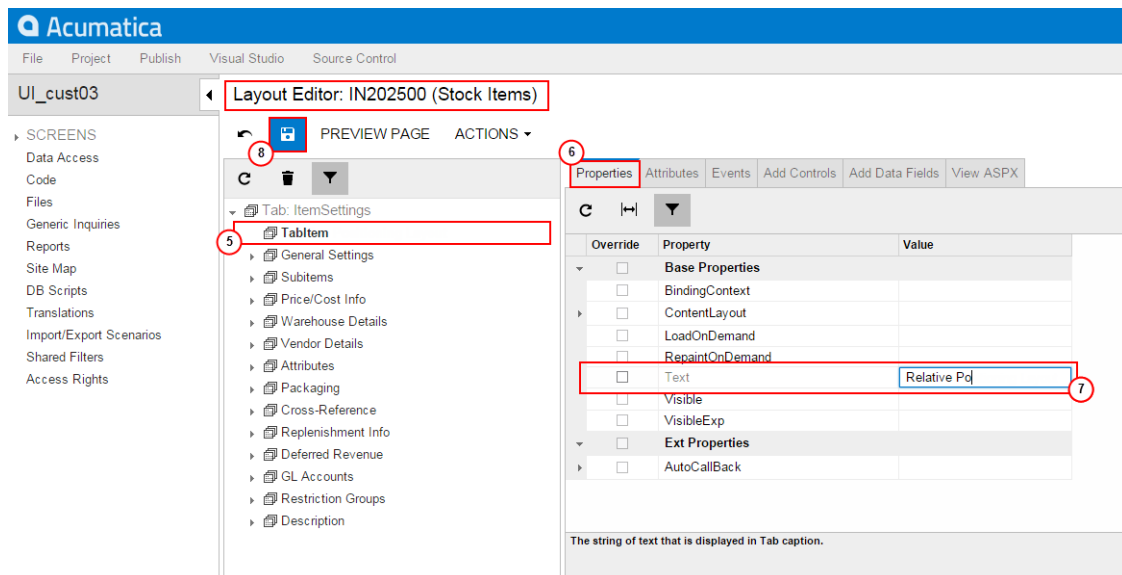 Acumatica
File Project Publish Visual Studio Source Control
UI_cust03
Layout Editor: IN202500 (Stock Items)
SCREENS
Data Access
Code
Files
Generic Inquiries
Reports
Site Map
DB Scripts
Translations
Import/Export Scenarios
Shared Filters
Access Rights
PREVIEW PAGE ACTIONS
8
Tab: ItemSettings
5
TabItem
General Settings
Subitems
Price/Cost Info
Warehouse Details
Vendor Details
Attributes
Packaging
Cross-Reference
Replenishment Info
Deferred Revenue
GL Accounts
Restriction Groups
Description
6
Properties Attributes Events Add Controls Add Data Fields View ASPX
Override Property Value
Base Properties
BindingContext
ContentLayout
LoadOnDemand
RepaintOnDemand
Text Relative Po
7
Visible
VisibleExp
Ext Properties
AutoCallBack
The string of text that is displayed in Tab caption.